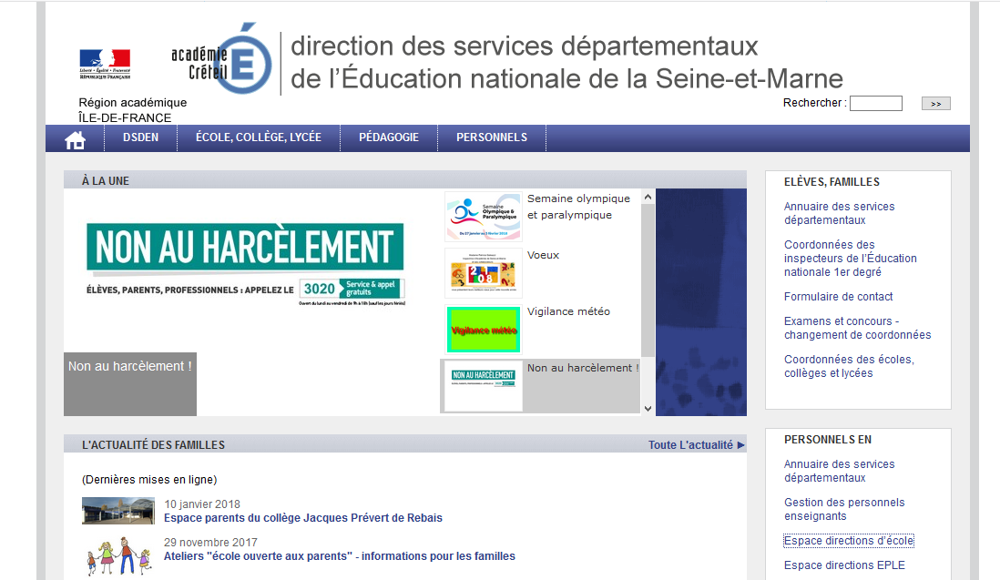 Liberté • Égalité • Fraternité
RÉPUBLIQUE FRANÇAISE
académie
Créteil
direction des services départementaux
de l'Éducation nationale de la Seine-et-Marne
Région académique
ÎLE-DE-FRANCE
Rechercher :
>>
DSDEN
ÉCOLE, COLLÈGE, LYCÉE
PÉDAGOGIE
PERSONNELS
À LA UNE
NON AU HARCÈLEMENT
ÉLÈVES, PARENTS, PROFESSIONNELS : APPELEZ LE
3020
Service & appel
gratuits
Ouvert du lundi au vendredi de 9h à 18h (sauf les jours fériés)
Non au harcèlement !
Semaine
Olympique &
Paralympique
Du 27 janvier au 3 février 2018
Semaine olympique
et paralympique
Voeux
Vigilance météo
Vigilance météo
NON AU HARCÈLEMENT
3020
Non au harcèlement !
L'ACTUALITÉ DES FAMILLES
Toute L'actualité ►
(Dernières mises en ligne)
10 janvier 2018
Espace parents du collège Jacques Prévert de Rebais
29 novembre 2017
Ateliers "école ouverte aux parents" - informations pour les familles
ELÈVES, FAMILLES
Annuaire des services
départementaux
Coordonnées des
inspecteurs de l'Éducation
nationale 1er degré
Formulaire de contact
Examens et concours -
changement de coordonnées
Coordonnées des écoles,
collèges et lycées
PERSONNELS EN
Annuaire des services
départementaux
Gestion des personnels
enseignants
Espace directions d'école
Espace directions EPLE